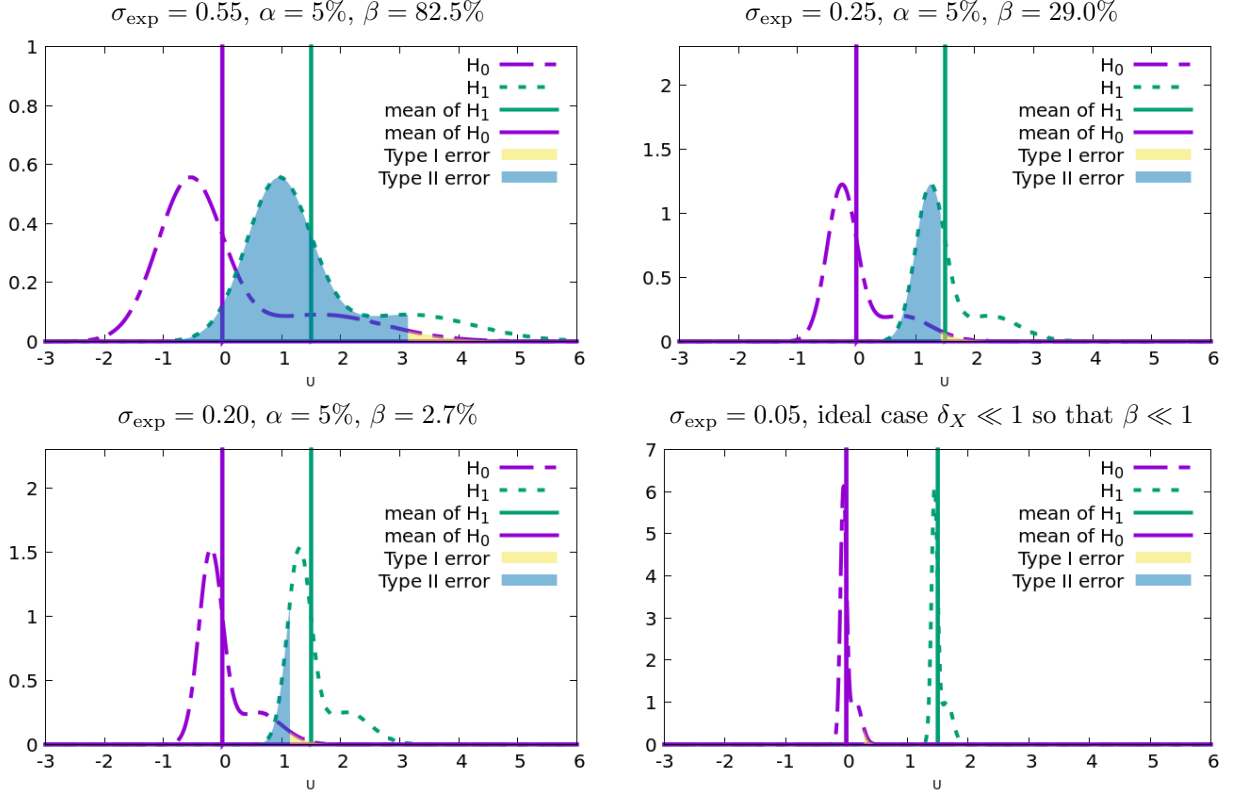 σexp = 0.55, α = 5%, β = 82.5%
1
0.8
0.6
0.4
0.2
0
-3 -2 -1 0 1 2 3 4 5 6
U
H0
H1
mean of H1
mean of H0
Type I error
Type II error
σexp = 0.25, α = 5%, β = 29.0%
2
1.5
1
0.5
0
-3 -2 -1 0 1 2 3 4 5 6
U
H0
H1
mean of H1
mean of H0
Type I error
Type II error
σexp = 0.20, α = 5%, β = 2.7%
2
1.5
1
0.5
0
-3 -2 -1 0 1 2 3 4 5 6
U
H0
H1
mean of H1
mean of H0
Type I error
Type II error
σexp = 0.05, ideal case δX ≪ 1 so that β ≪ 1
7
6
5
4
3
2
1
0
-3 -2 -1 0 1 2 3 4 5 6
U
H0
H1
mean of H1
mean of H0
Type I error
Type II error